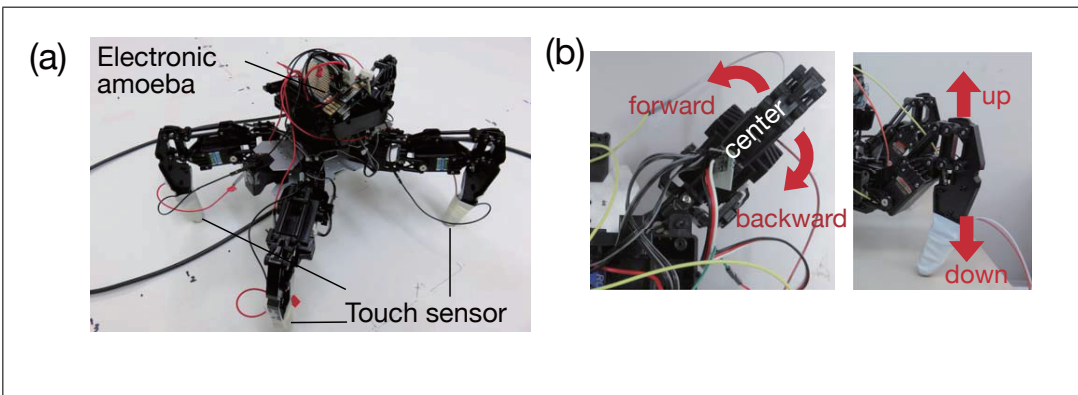 (a)
Electronic
amoeba
Touch sensor
(b)
forward
center
backward
up
down